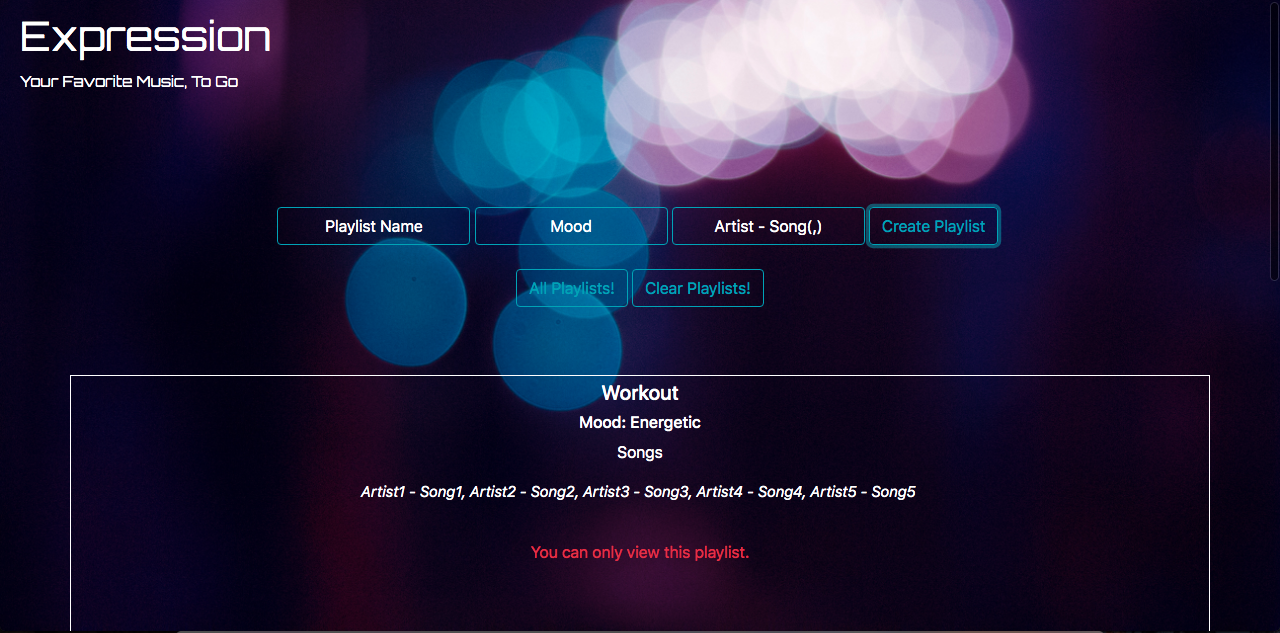 Expression
Your Favorite Music, To Go
Playlist Name
Mood
Artist - Song(,)
Create Playlist
All Playlists!
Clear Playlists!
Workout
Mood: Energetic
Songs
Artist1 - Song1, Artist2 - Song2, Artist3 - Song3, Artist4 - Song4, Artist5 - Song5
You can only view this playlist.